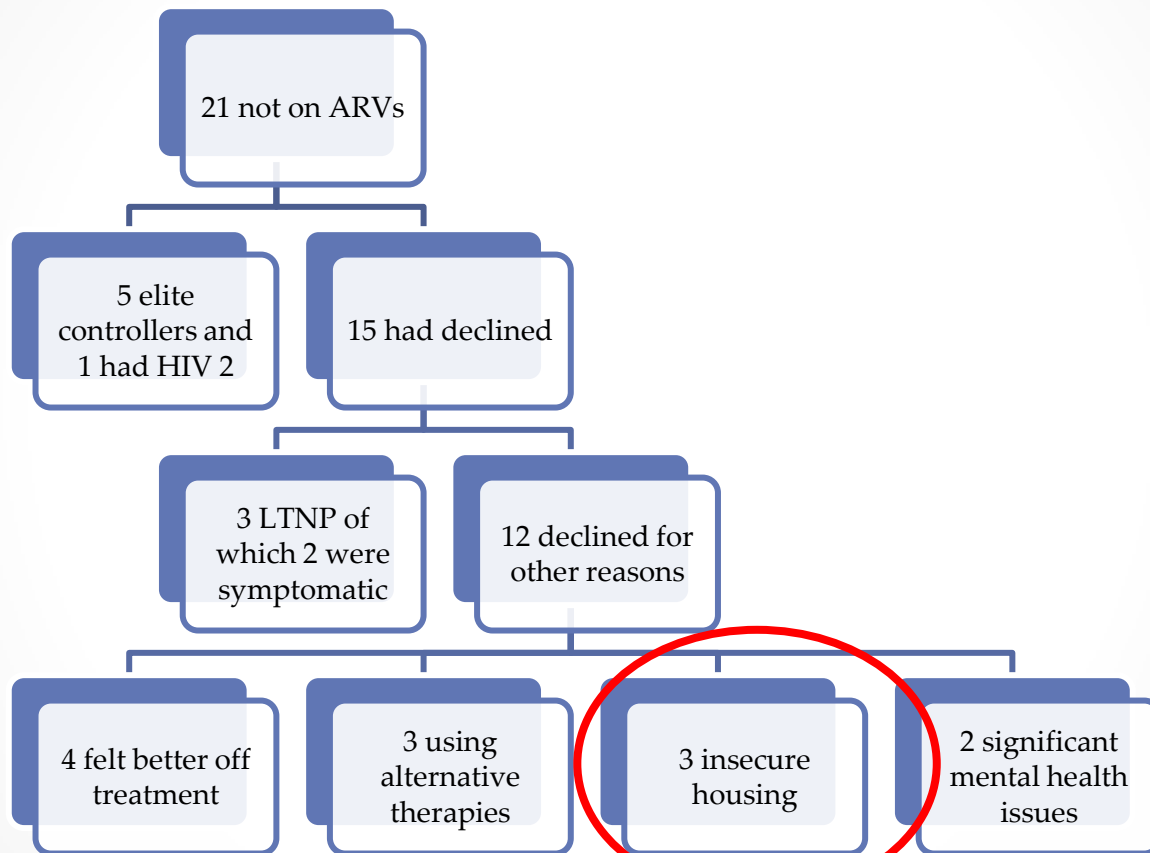 21 not on ARVs
5 elite
controllers and
1 had HIV 2
15 had declined
3 LTNP of
which 2 were
symptomatic
12 declined for
other reasons
4 felt better off
treatment
3 using
alternative
therapies
3 insecure
housing
2 significant
mental health
issues